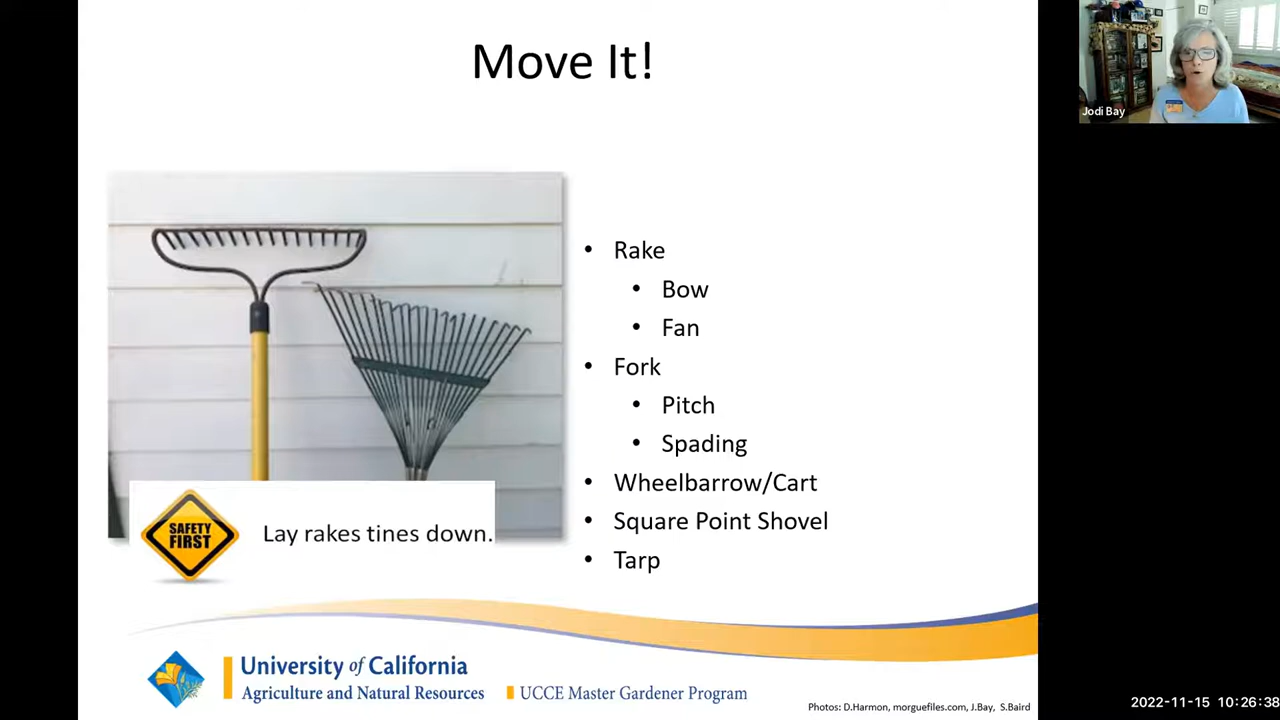 Move It!
Jodi Bay
• Rake
• Bow
• Fan
• Fork
• Pitch
• Spading
• Wheelbarrow/Cart
• Square Point Shovel
• Tarp
SAFETY
FIRST
Lay rakes tines down.
University of California
Agriculture and Natural Resources
UCCE Master Gardener Program
Photos: D.Harmon, morguefiles.com, J.Bay, S.Baird
2022-11-15 10:26:38